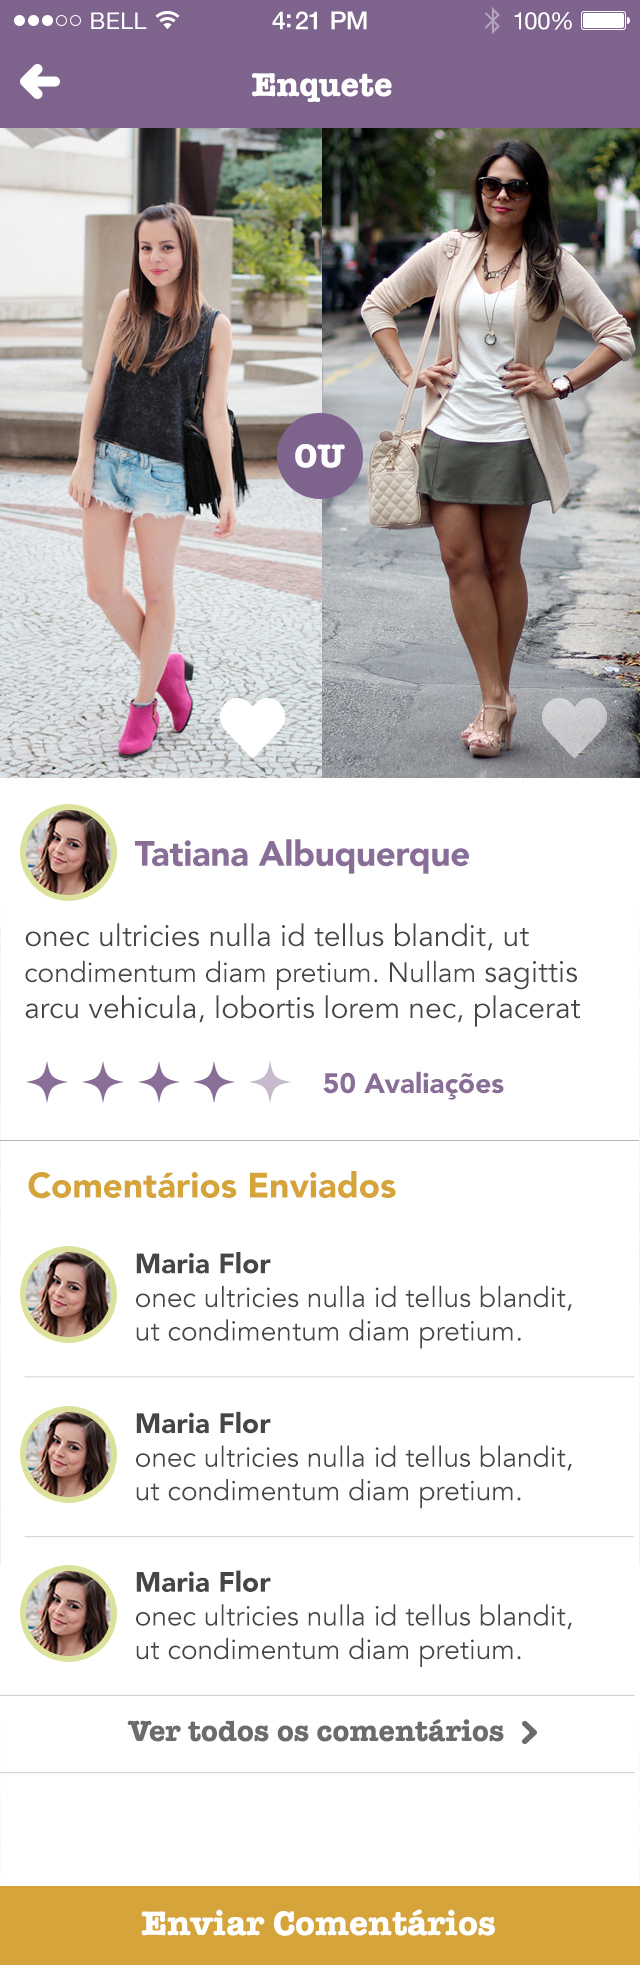 BELL 4:21 PM 100%
Enquete
OU
Tatiana Albuquerque
onec ultricies nulla id tellus blandit, ut
condimentum diam pretium. Nullam sagittis
arcu vehicula, lobortis lorem nec, placerat
50 Avaliações
Comentários Enviados
Maria Flor
onec ultricies nulla id tellus blandit,
ut condimentum diam pretium.
Maria Flor
onec ultricies nulla id tellus blandit,
ut condimentum diam pretium.
Maria Flor
onec ultricies nulla id tellus blandit,
ut condimentum diam pretium.
Ver todos os comentários
Enviar Comentários